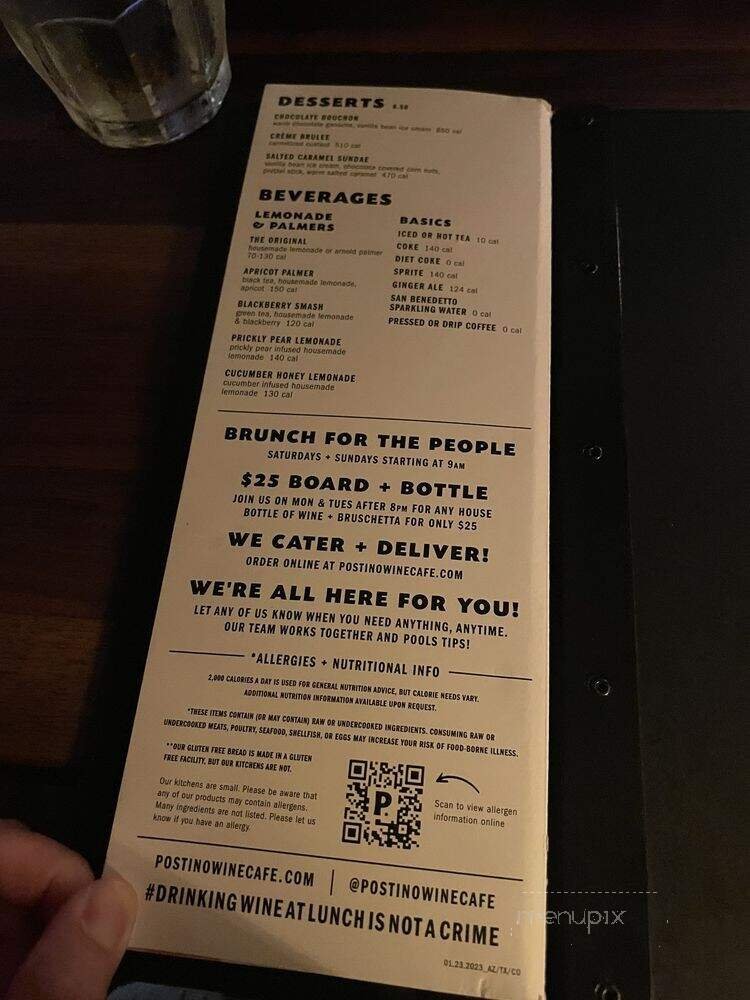 DESSERTS 8.50
CHOCOLATE BOUCHON
warm chocolate ganache, vanilla bean ice cream 850 cal
CRÈME BRULEE
carmelized custard 510 cal
SALTED CARAMEL SUNDAE
vanilla bean ice cream, chocolate covered corn nuts,
pretzel stick, warm salted caramel 470 cal
BEVERAGES
LEMONADE
& PALMERS
THE ORIGINAL
housemade lemonade or arnold palmer
70-130 cal
APRICOT PALMER
black tea, housemade lemonade,
apricot 150 cal
BLACKBERRY SMASH
green tea, housemade lemonade
& blackberry 120 cal
PRICKLY PEAR LEMONADE
prickly pear infused housemade
lemonade 140 cal
CUCUMBER HONEY LEMONADE
cucumber infused housemade
lemonade 130 cal
BASICS
ICED OR HOT TEA 10 cal
COKE 140 cal
DIET COKE 0 cal
SPRITE 140 cal
GINGER ALE 124 cal
SAN BENEDETTO
SPARKLING WATER 0 cal
PRESSED OR DRIP COFFEE 0 cal
BRUNCH FOR THE PEOPLE
SATURDAYS + SUNDAYS STARTING AT 9AM
$25 BOARD + BOTTLE
JOIN US ON MON & TUES AFTER 8PM FOR ANY HOUSE
BOTTLE OF WINE + BRUSCHETTA FOR ONLY $25
WE CATER + DELIVER!
ORDER ONLINE AT POSTINOWINECAFE.COM
WE'RE ALL HERE FOR YOU!
LET ANY OF US KNOW WHEN YOU NEED ANYTHING, ANYTIME.
OUR TEAM WORKS TOGETHER AND POOLS TIPS!
*ALLERGIES + NUTRITIONAL INFO
2,000 CALORIES A DAY IS USED FOR GENERAL NUTRITION ADVICE, BUT CALORIE NEEDS VARY.
ADDITIONAL NUTRITION INFORMATION AVAILABLE UPON REQUEST.
*THESE ITEMS CONTAIN (OR MAY CONTAIN) RAW OR UNDERCOOKED INGREDIENTS. CONSUMING RAW OR
UNDERCOOKED MEATS, POULTRY, SEAFOOD, SHELLFISH, OR EGGS MAY INCREASE YOUR RISK OF FOOD-BORNE ILLNESS.
**OUR GLUTEN FREE BREAD IS MADE IN A GLUTEN
FREE FACILITY, BUT OUR KITCHENS ARE NOT.
Our kitchens are small. Please be aware that
any of our products may contain allergens.
Many ingredients are not listed. Please let us
know if you have an allergy.
P.
Scan to view allergen
information online
POSTINOWINECAFE.COM | @POSTINOWINECAFE
#DRINKINGWINEATLUNCHISNOTACRIME
menupix
01.23.2023_AZ/TX/CO